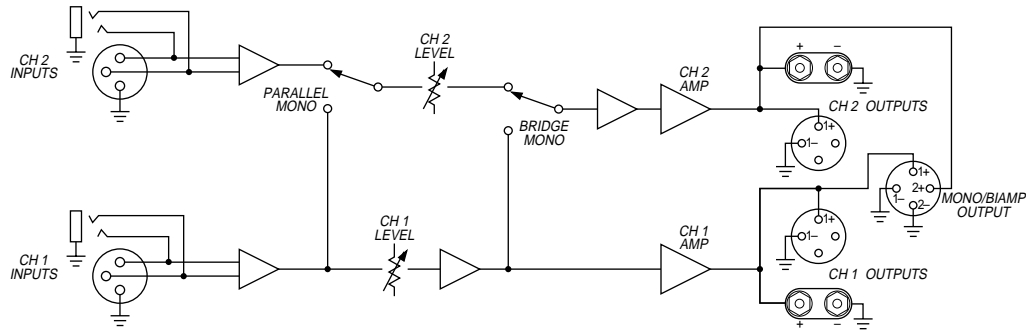 CH 2
INPUTS
PARALLEL
MONO
CH 2
LEVEL
BRIDGE
MONO
CH 2
AMP
+ –
CH 2 OUTPUTS
1+
1–
1+
2+
1–
2–
MONO/BIAMP
OUTPUT
CH 1
INPUTS
CH 1
LEVEL
CH 1
AMP
1+
1–
CH 1 OUTPUTS
+ –